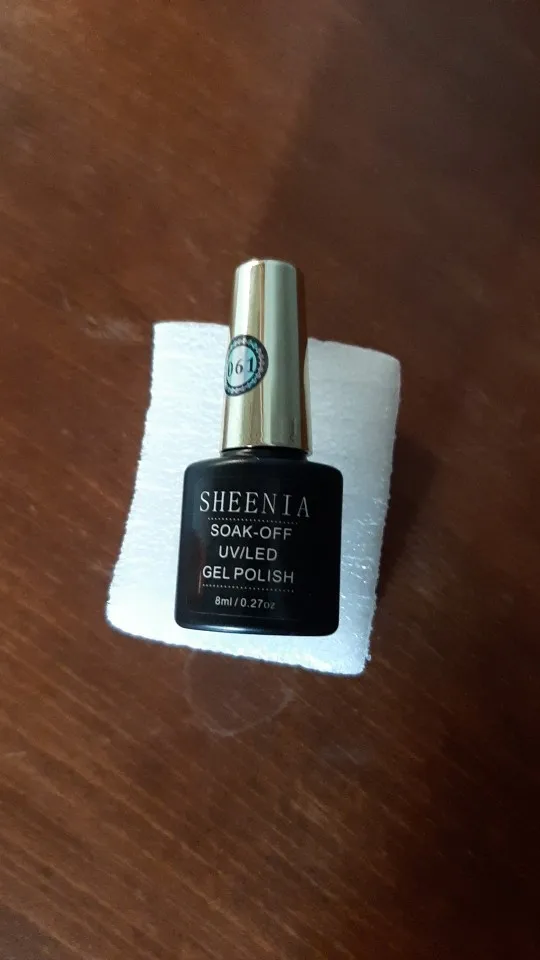 061
SHEENIA
SOAK-OFF
UV/LED
GEL POLISH
8ml / 0.27oz